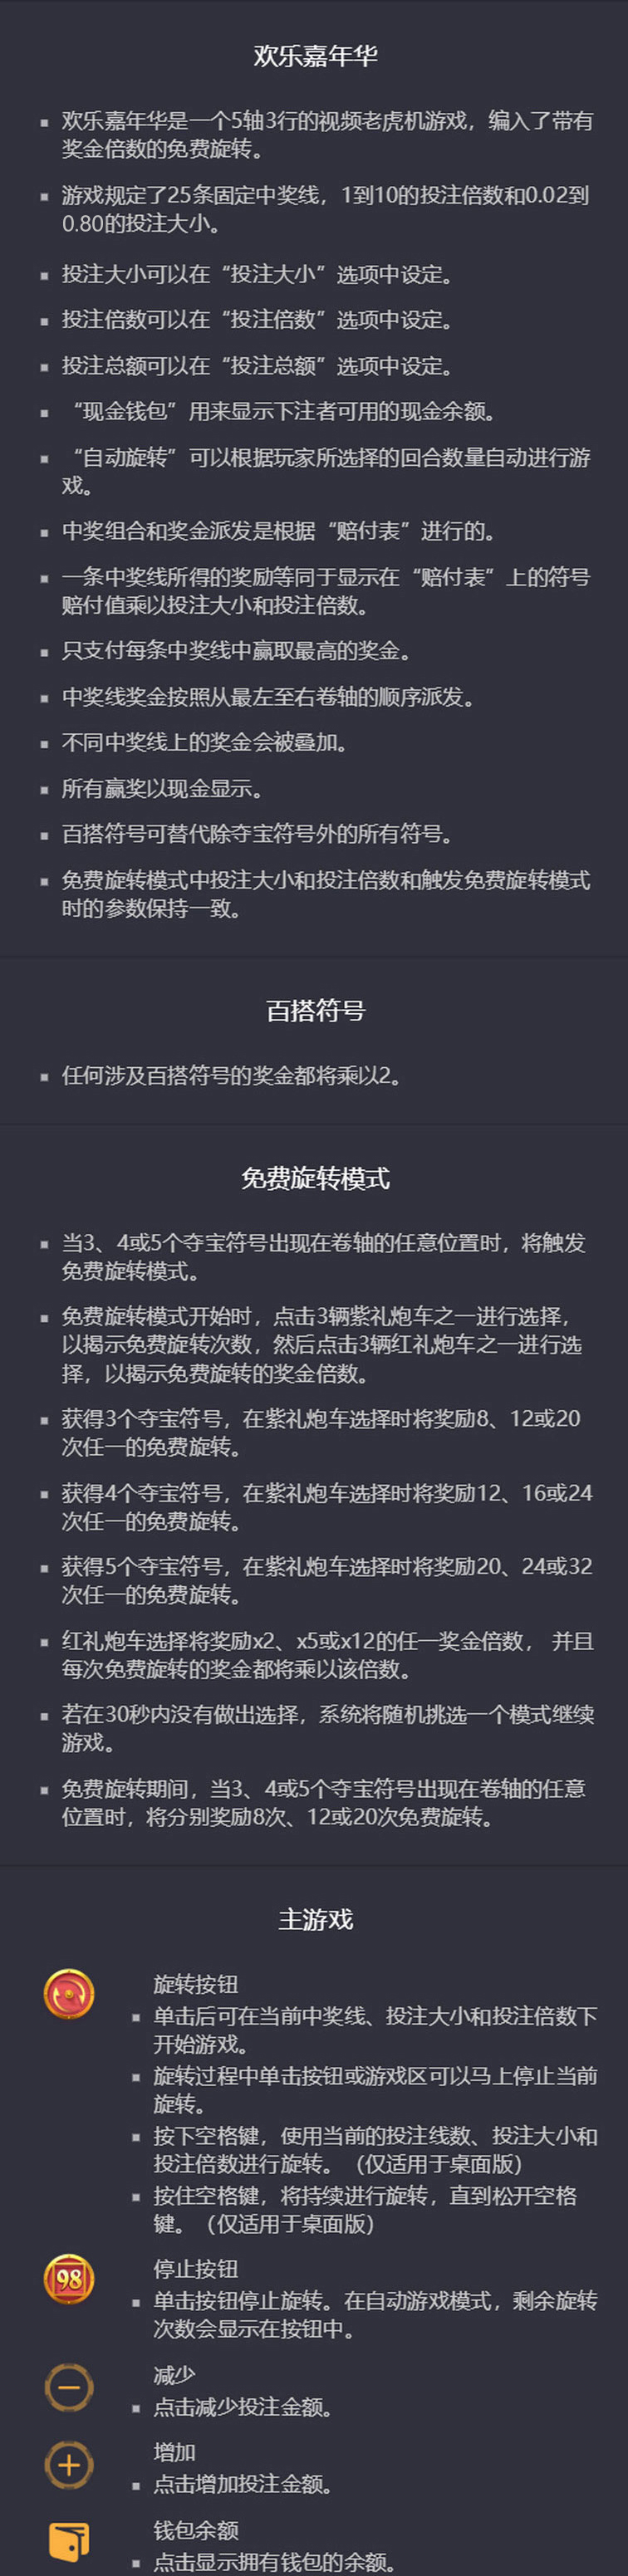 欢乐嘉年华
欢乐嘉年华是一个5轴3行的视频老虎机游戏，编入了带有
奖金倍数的免费旋转。
游戏规定了25条固定中奖线，1到10的投注倍数和0.02到
0.80的投注大小。
投注大小可以在“投注大小”选项中设定。
投注倍数可以在“投注倍数”选项中设定。
投注总额可以在“投注总额”选项中设定。
“现金钱包”用来显示下注者可用的现金余额。
“自动旋转”可以根据玩家所选择的回合数量自动进行游
戏。
中奖组合和奖金派发是根据“赔付表”进行的。
一条中奖线所得的奖励等同于显示在“赔付表”上的符号
赔付值乘以投注大小和投注倍数。
只支付每条中奖线中赢取最高的奖金。
中奖线奖金按照从最左至右卷轴的顺序派发。
不同中奖线上的奖金会被叠加。
所有赢奖以现金显示。
百搭符号可替代除夺宝符号外的所有符号。
免费旋转模式中投注大小和投注倍数和触发免费旋转模式
时的参数保持一致。
百搭符号
任何涉及百搭符号的奖金都将乘以2。
免费旋转模式
当3、4或5个夺宝符号出现在卷轴的任意位置时，将触发
免费旋转模式。
免费旋转模式开始时，点击3辆紫礼炮车之一进行选择，
以揭示免费旋转次数，然后点击3辆红礼炮车之一进行选
择，以揭示免费旋转的奖金倍数。
获得3个夺宝符号，在紫礼炮车选择时将奖励8、12或20
次任一的免费旋转。
获得4个夺宝符号，在紫礼炮车选择时将奖励12、16或24
次任一的免费旋转。
获得5个夺宝符号，在紫礼炮车选择时将奖励20、24或32
次任一的免费旋转。
红礼炮车选择将奖励x2、x5或x12的任一奖金倍数， 并且
每次免费旋转的奖金都将乘以该倍数。
若在30秒内没有做出选择，系统将随机挑选一个模式继续
游戏。
免费旋转期间，当3、4或5个夺宝符号出现在卷轴的任意
位置时，将分别奖励8次、12或20次免费旋转。
主游戏
旋转按钮
单击后可在当前中奖线、投注大小和投注倍数下
开始游戏。
旋转过程中单击按钮或游戏区可以马上停止当前
旋转。
按下空格键，使用当前的投注线数、投注大小和
投注倍数进行旋转。（仅适用于桌面版）
按住空格键，将持续进行旋转，直到松开空格
键。（仅适用于桌面版）
98
停止按钮
单击按钮停止旋转。在自动游戏模式，剩余旋转
次数会显示在按钮中。
减少
点击减少投注金额。
增加
点击增加投注金额。
钱包余额
点击显示拥有钱包的余额。